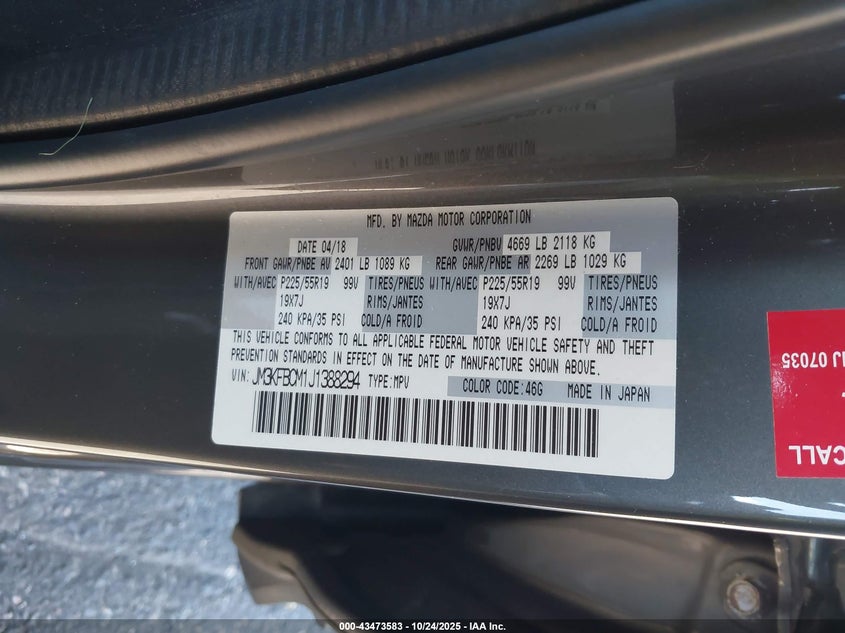 MFD. BY MAZDA MOTOR CORPORATION
DATE 04/18 GVWR/PNBV 4669 LB 2118 KG
FRONT GAWR/PNBE AV 2401 LB 1089 KG REAR GAWR/PNBE AR 2269 LB 1029 KG
WITH/AVEC P225/55R19 99V TIRES/PNEUS WITH/AVEC P225/55R19 99V TIRES/PNEUS
19X7J RIMS/JANTES 19X7J RIMS/JANTES
240 KPA/35 PSI COLD/A FROID 240 KPA/35 PSI COLD/A FROID
THIS VEHICLE CONFORMS TO ALL APPLICABLE FEDERAL MOTOR VEHICLE SAFETY AND THEFT
PREVENTION STANDARDS IN EFFECT ON THE DATE OF MANUFACTURE SHOWN ABOVE.
VIN: JM3KFBCM1J1388294 TYPE:MPV COLOR CODE:46G MADE IN JAPAN
NJ 07035
CALL
000-43473583 - 10/24/2025 - IAA Inc.